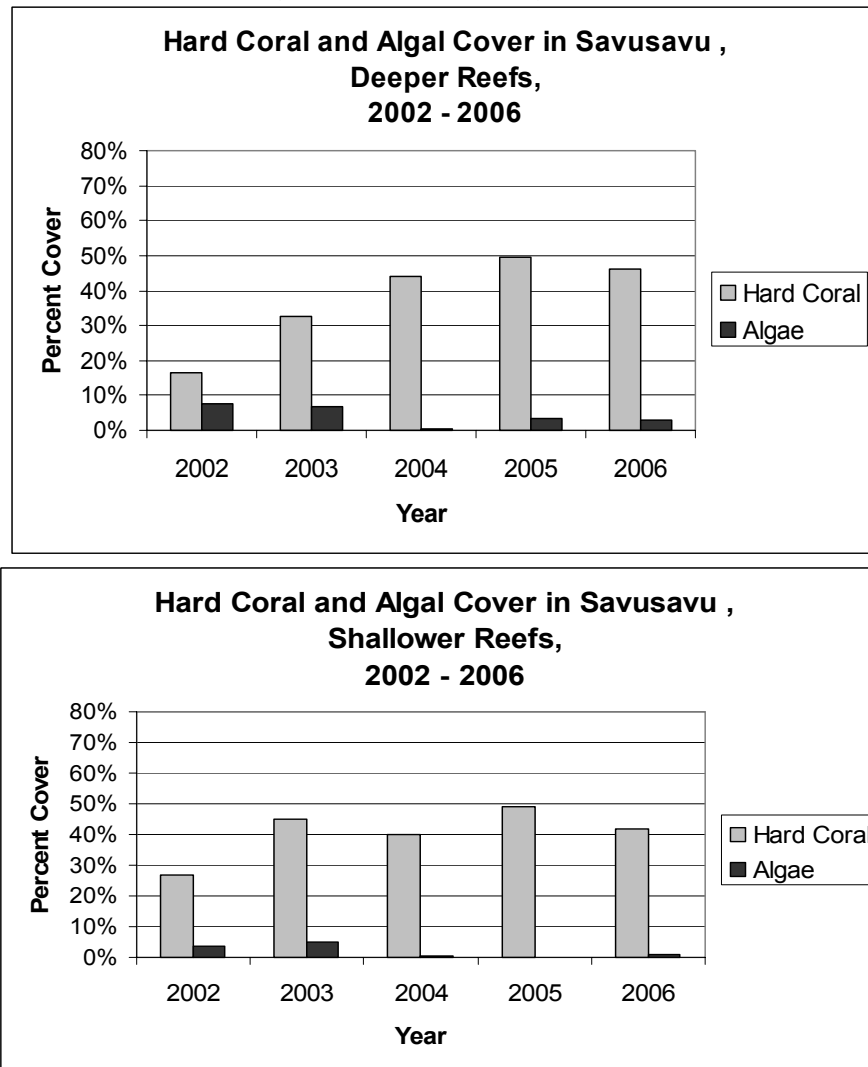 Hard Coral and Algal Cover in Savusavu ,
Deeper Reefs,
2002 - 2006
80%
70%
60%
50%
40%
30%
20%
10%
0%
Percent Cover
2002 2003 2004 2005 2006
Year
Hard Coral
Algae
Hard Coral and Algal Cover in Savusavu ,
Shallower Reefs,
2002 - 2006
80%
70%
60%
50%
40%
30%
20%
10%
0%
Percent Cover
2002 2003 2004 2005 2006
Year
Hard Coral
Algae